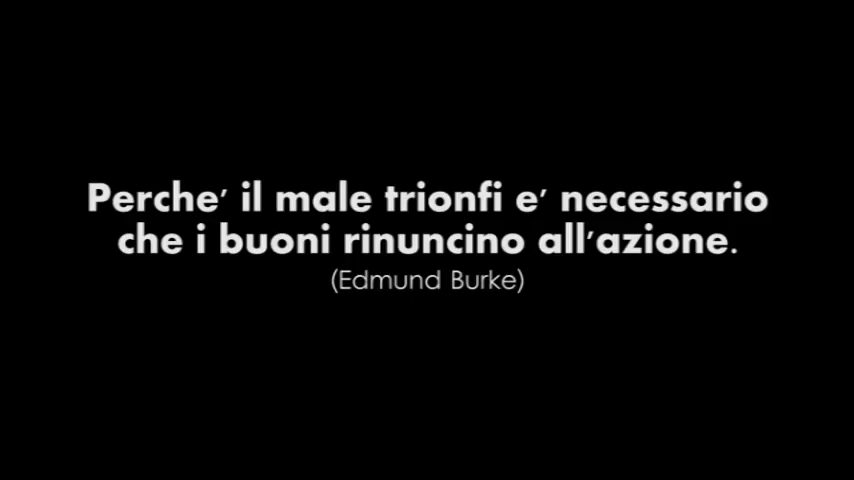 Perche' il male trionfi e' necessario
che i buoni rinuncino all'azione.
(Edmund Burke)